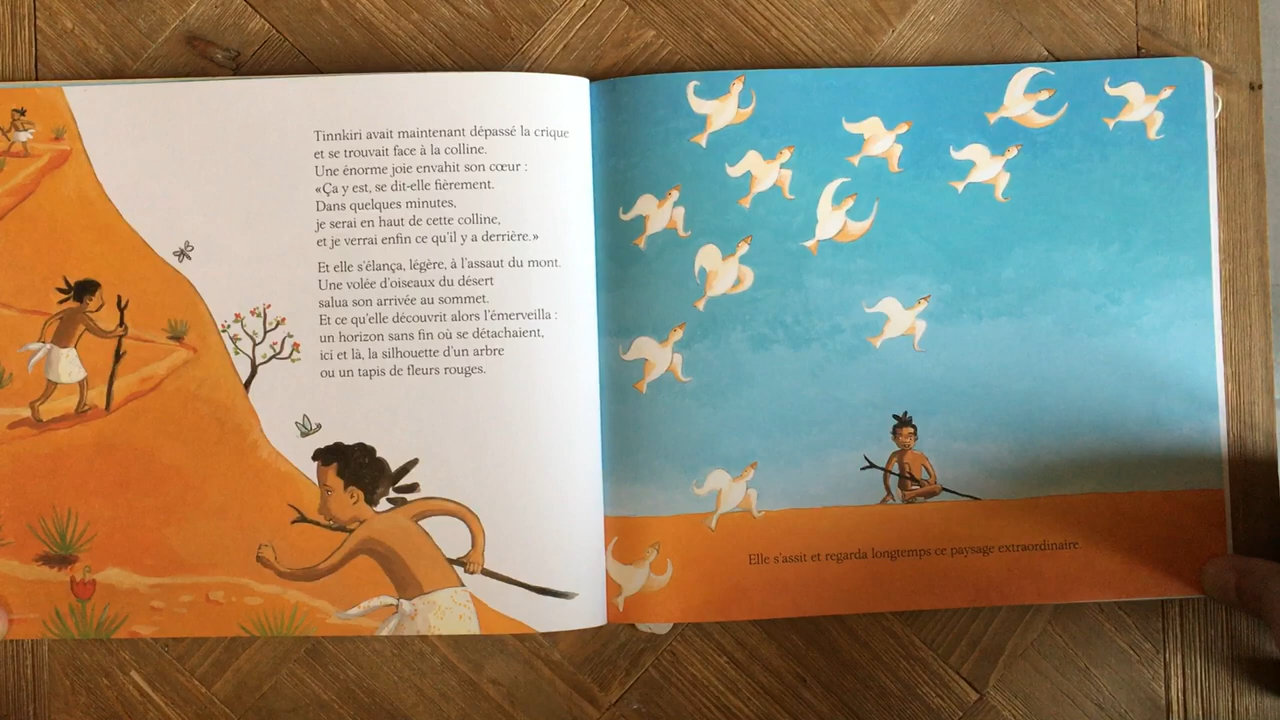 Tinnkiri avait maintenant dépassé la crique
et se trouvait face à la colline.
Une énorme joie envahit son cœur :
«Ça y est, se dit-elle fièrement.
Dans quelques minutes,
je serai en haut de cette colline,
et je verrai enfin ce qu'il y a derrière.»
Et elle s'élança, légère, à l'assaut du mont.
Une volée d'oiseaux du désert
salua son arrivée au sommet.
Et ce qu'elle découvrit alors l'émerveilla :
un horizon sans fin où se détachaient,
ici et là, la silhouette d'un arbre
ou un tapis de fleurs rouges.
Elle s'assit et regarda longtemps ce paysage extraordinaire.